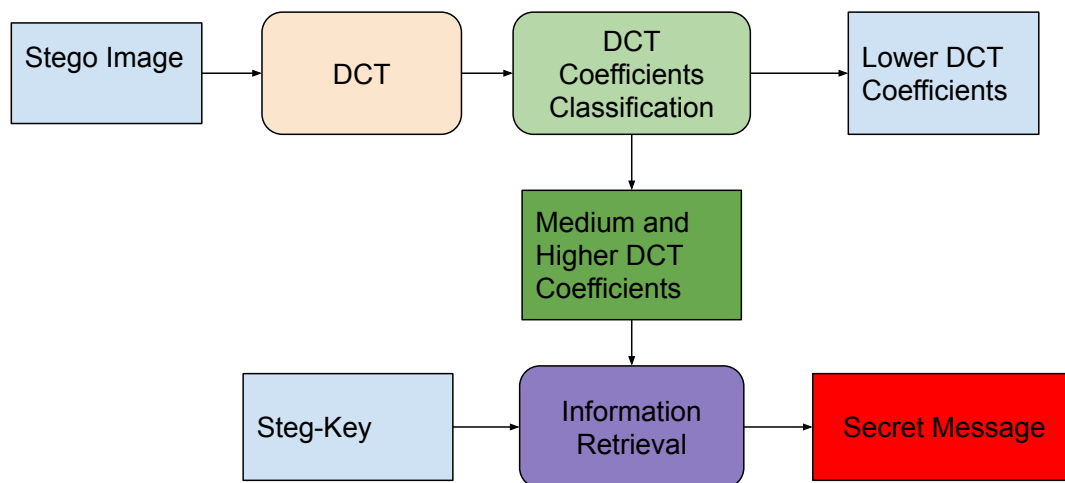 Stego Image
DCT
DCT
Coefficients
Classification
Lower DCT
Coefficients
Medium and
Higher DCT
Coefficients
Steg-Key
Information
Retrieval
Secret Message